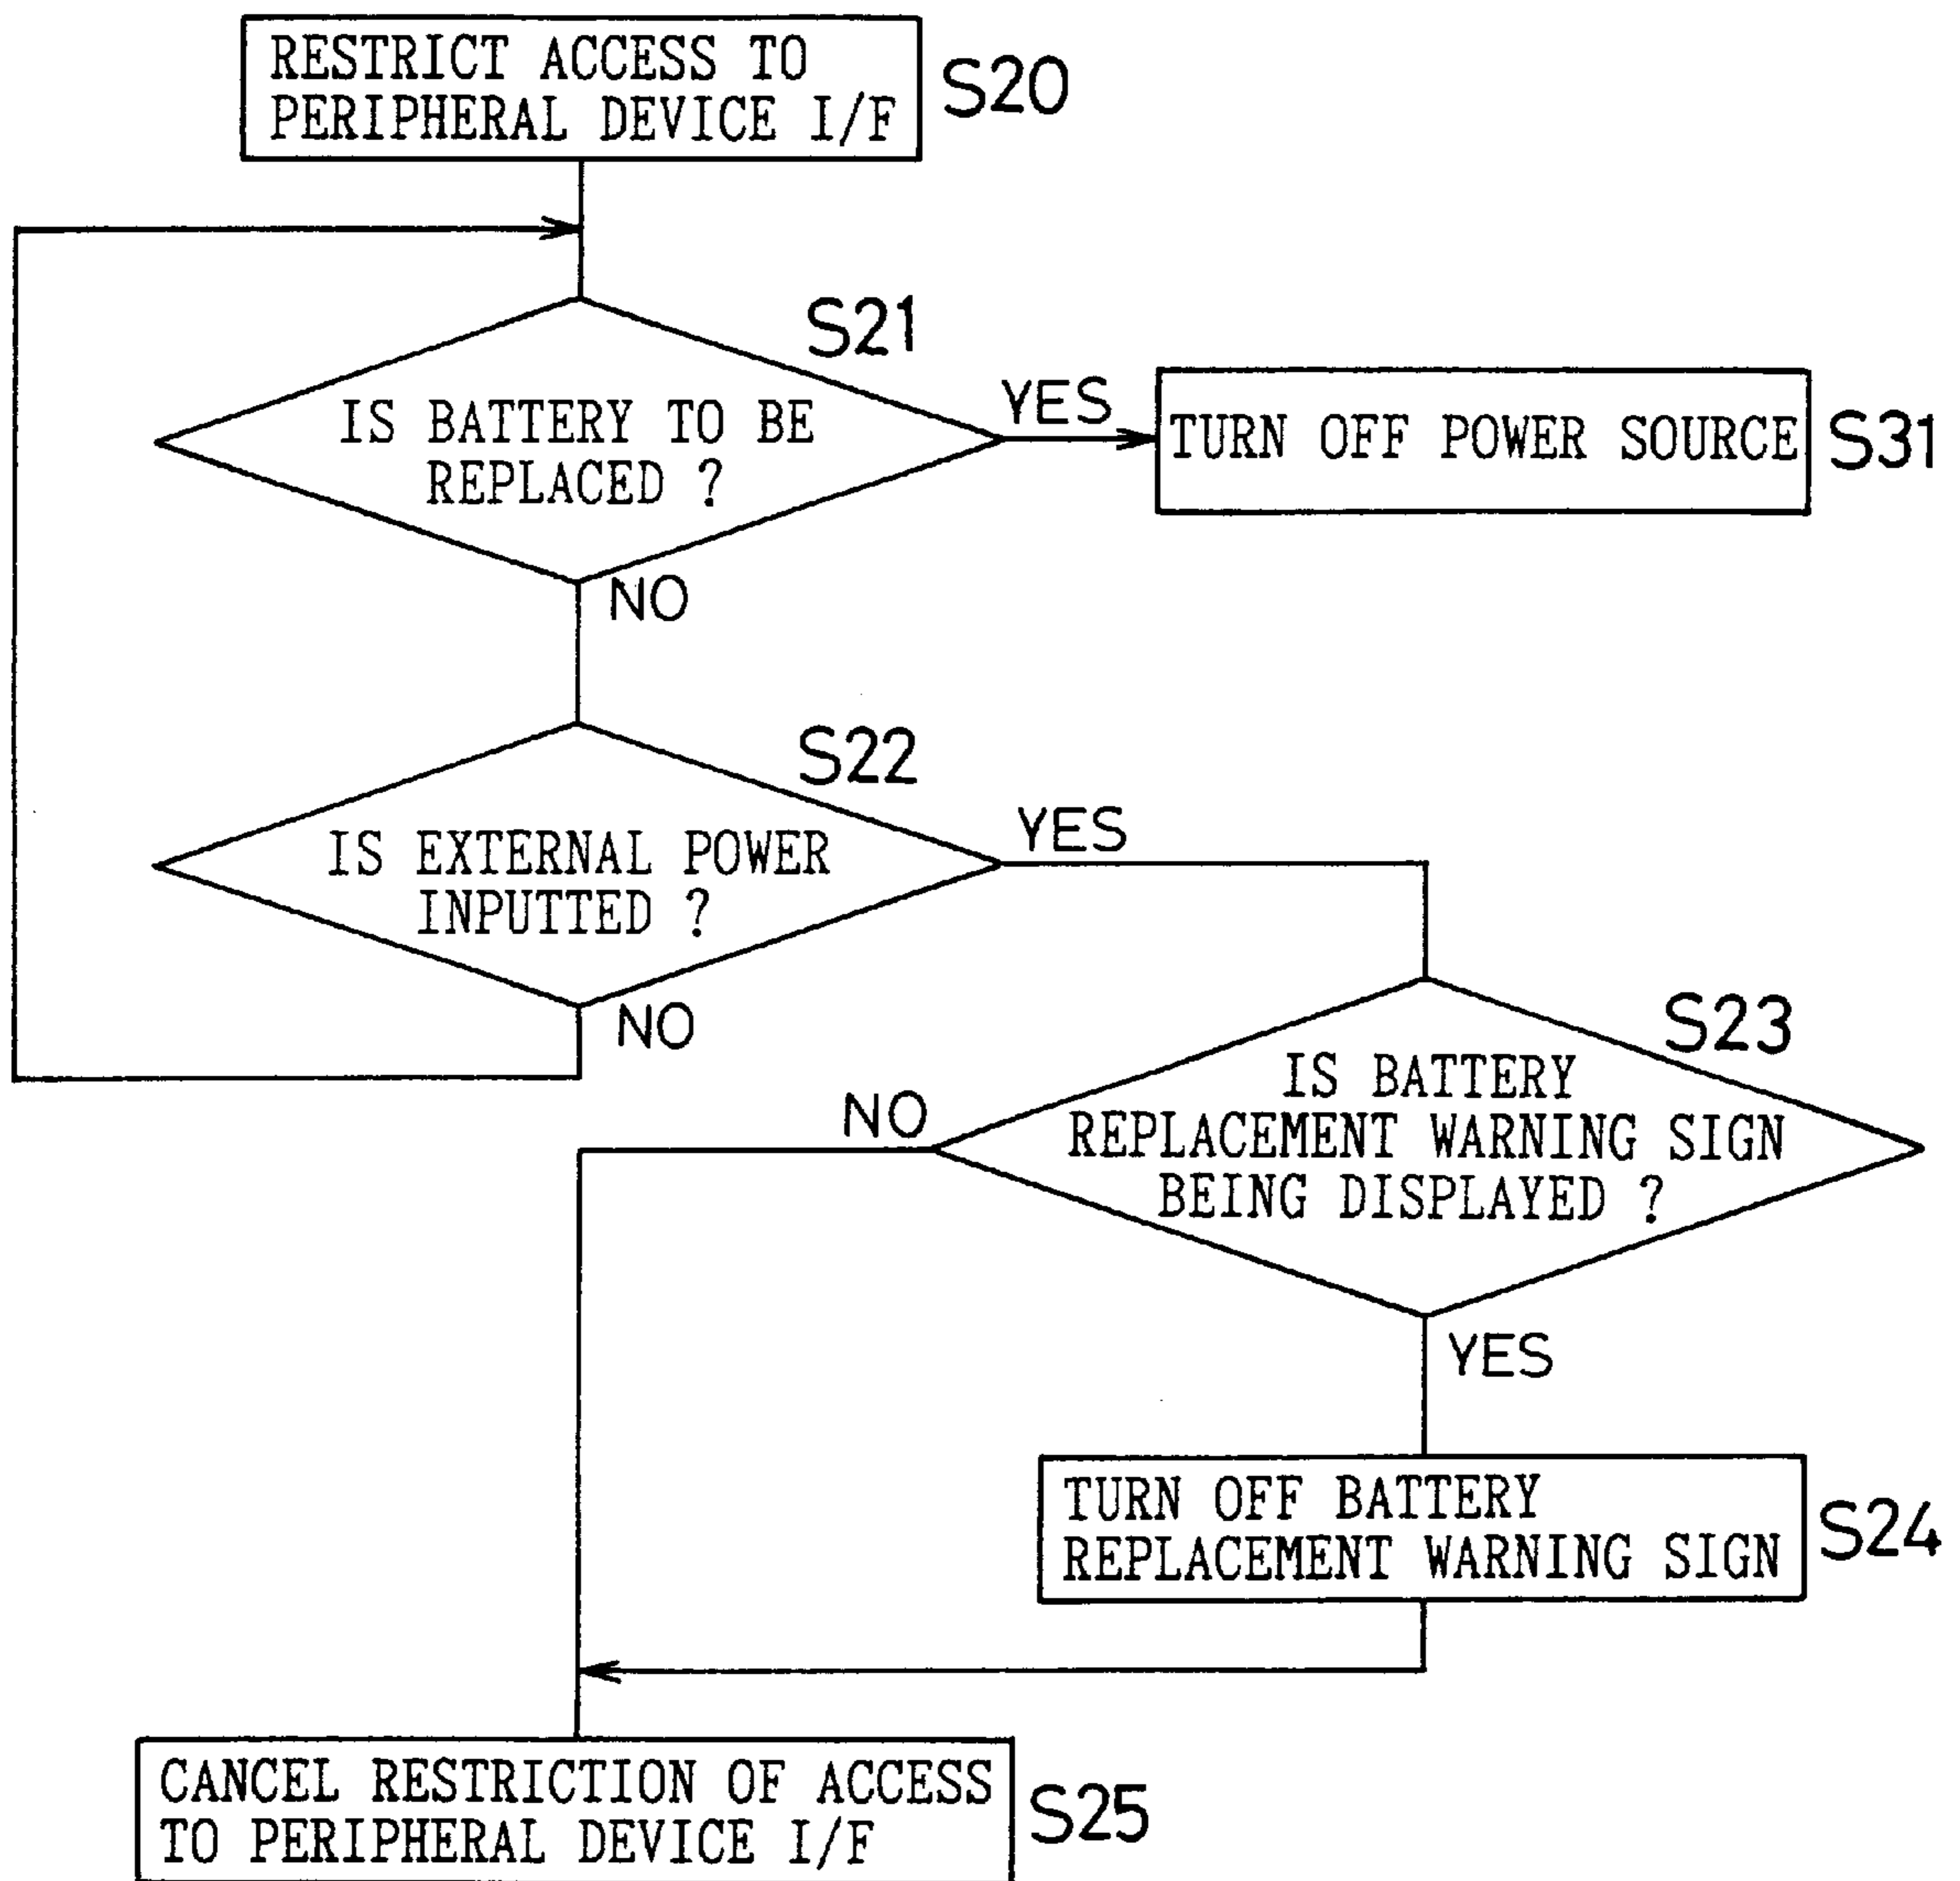 RESTRICT ACCESS TO
PERIPHERAL DEVICE I/F
S20
S21
IS BATTERY TO BE
REPLACED ?
YES
TURN OFF POWER SOURCE
S31
NO
S22
IS EXTERNAL POWER
INPUTTED ?
YES
NO
S23
IS BATTERY
REPLACEMENT WARNING SIGN
BEING DISPLAYED ?
NO
YES
TURN OFF BATTERY
REPLACEMENT WARNING SIGN
S24
CANCEL RESTRICTION OF ACCESS
TO PERIPHERAL DEVICE I/F
S25